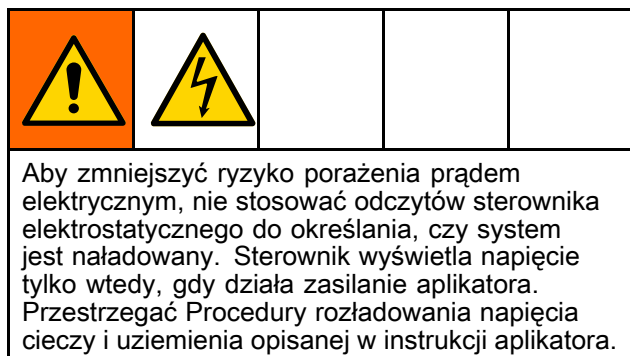 Aby zmniejszyć ryzyko porażenia prądem
elektrycznym, nie stosować odczytów sterownika
elektrostatycznego do określania, czy system
jest naładowany. Sterownik wyświetla napięcie
tylko wtedy, gdy działa zasilanie aplikatora.
Przestrzegać Procedury rozładowania napięcia
cieczy i uziemienia opisanej w instrukcji aplikatora.